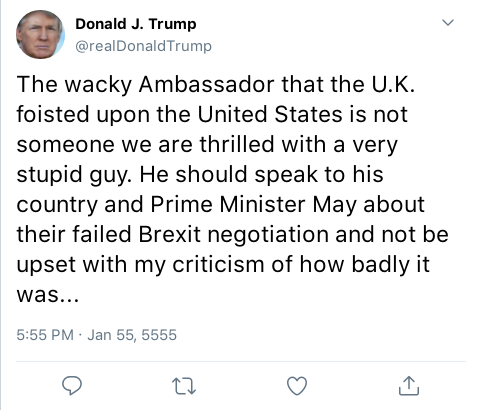 Donald J. Trump
@realDonaldTrump
The wacky Ambassador that the U.K.
foisted upon the United States is not
someone we are thrilled with a very
stupid guy. He should speak to his
country and Prime Minister May about
their failed Brexit negotiation and not be
upset with my criticism of how badly it
was...
5:55 PM · Jan 55, 5555